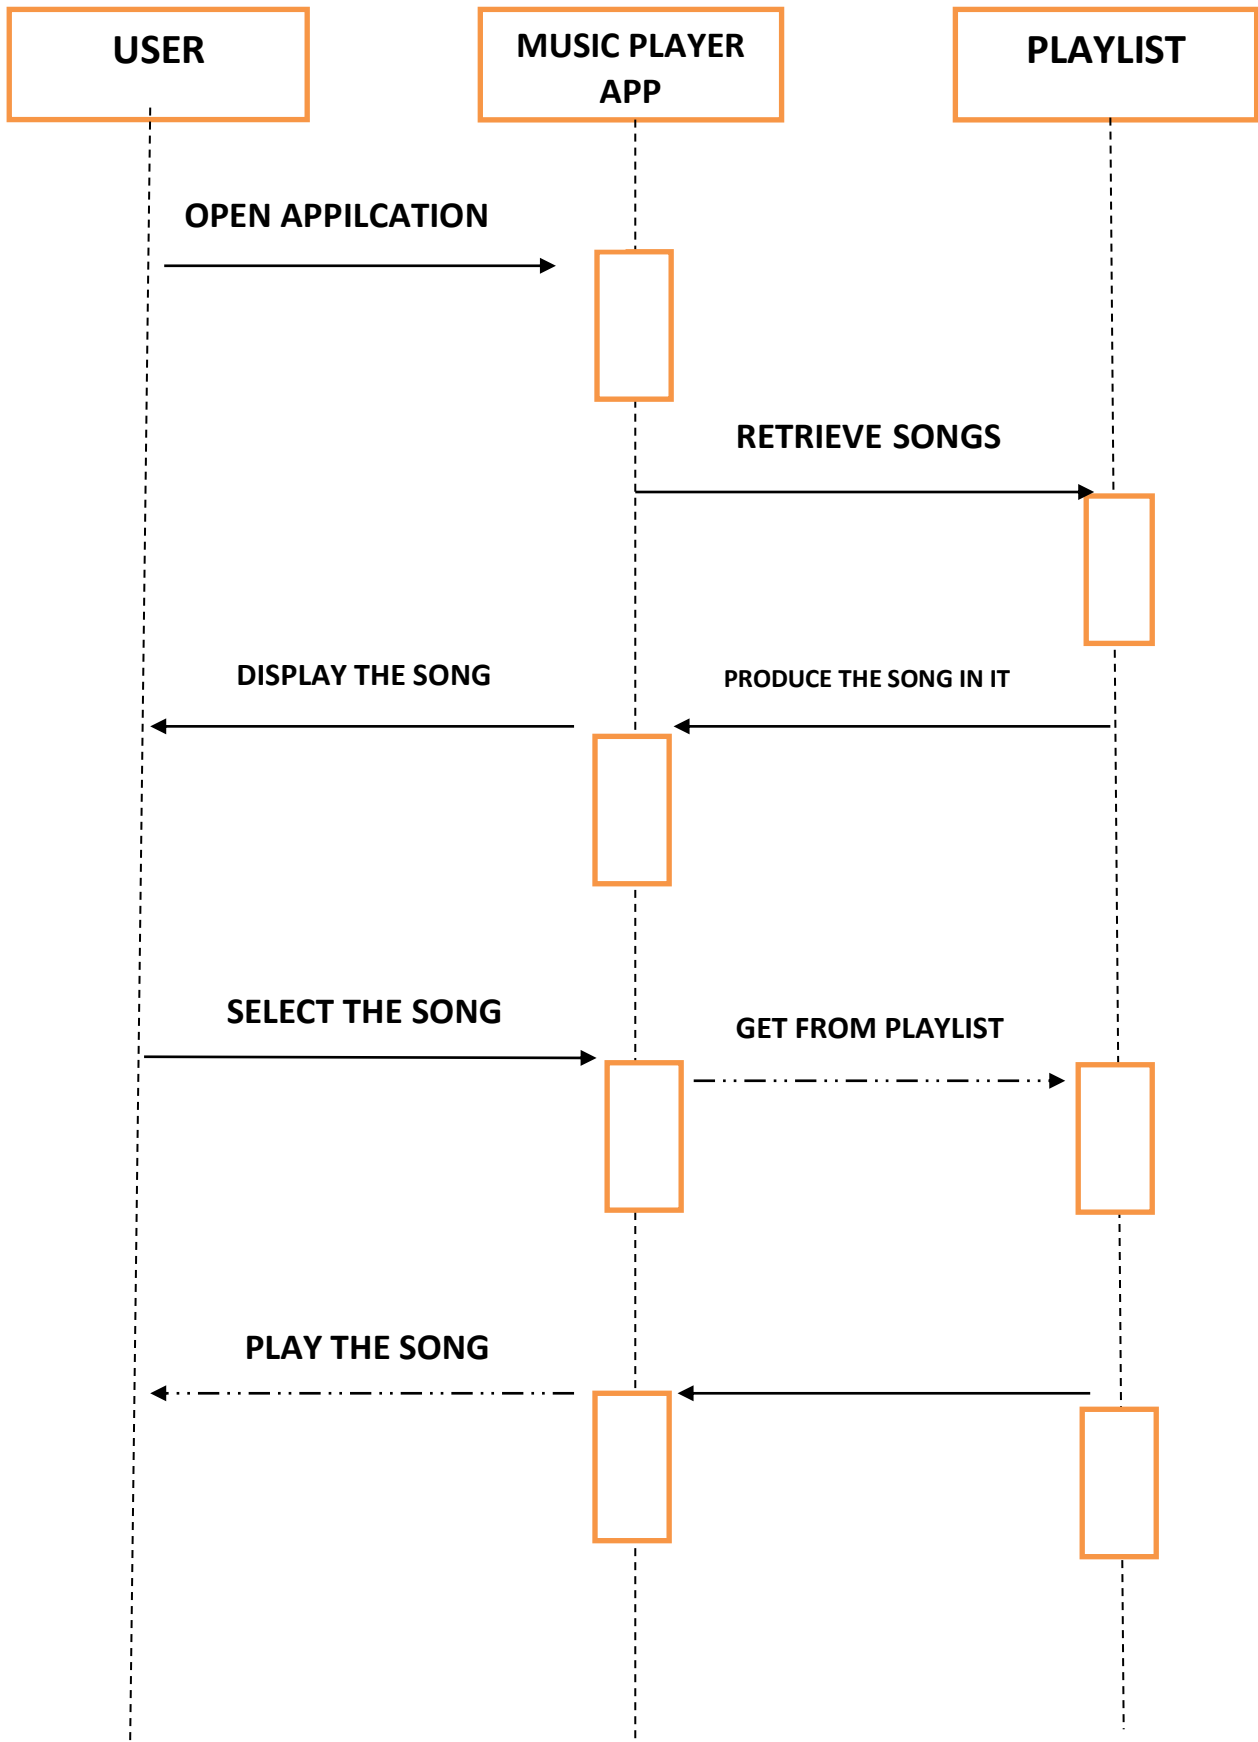 USER
MUSIC PLAYER
APP
PLAYLIST
OPEN APPILCATION
RETRIEVE SONGS
DISPLAY THE SONG
PRODUCE THE SONG IN IT
SELECT THE SONG
GET FROM PLAYLIST
PLAY THE SONG